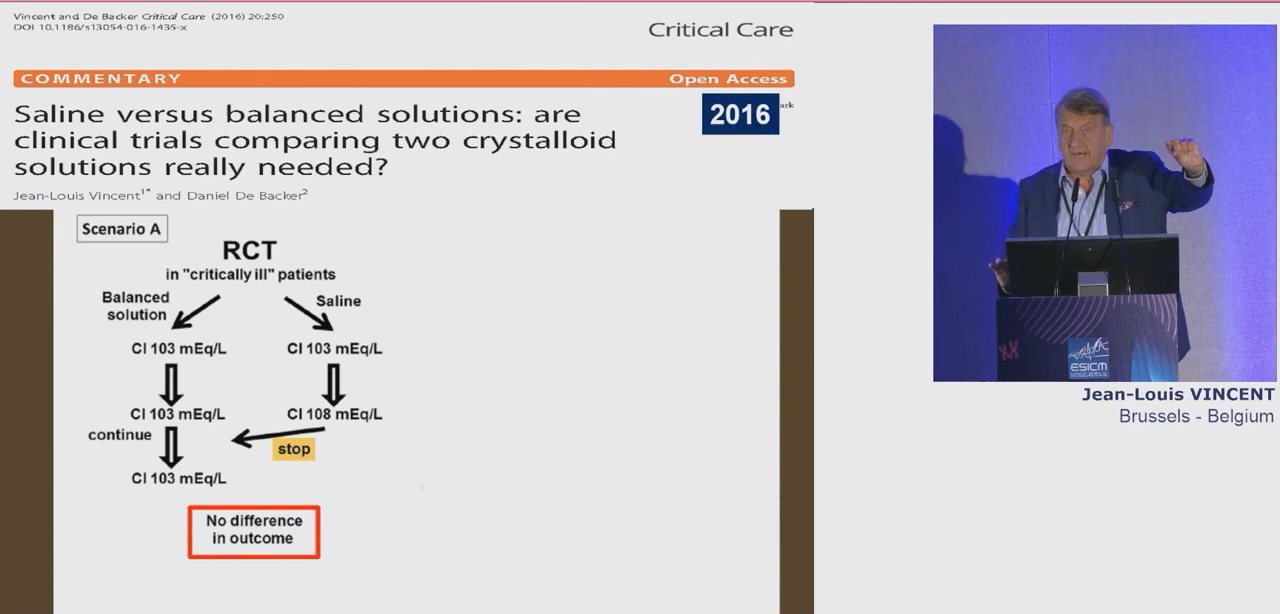 Vincent and De Backer Critical Care (2016) 20:250
DOI 10.1186/s13054-016-1435-x
Critical Care
COMMENTARY
Open Access
2016
ark
Saline versus balanced solutions: are
clinical trials comparing two crystalloid
solutions really needed?
Jean-Louis Vincent1* and Daniel De Backer2
Scenario A
RCT
in "critically ill" patients
Balanced
solution
Saline
Cl 103 mEq/L
Cl 103 mEq/L
Cl 103 mEq/L
Cl 108 mEq/L
continue
stop
Cl 103 mEq/L
No difference
in outcome
ESICM
Jean-Louis VINCENT
Brussels - Belgium